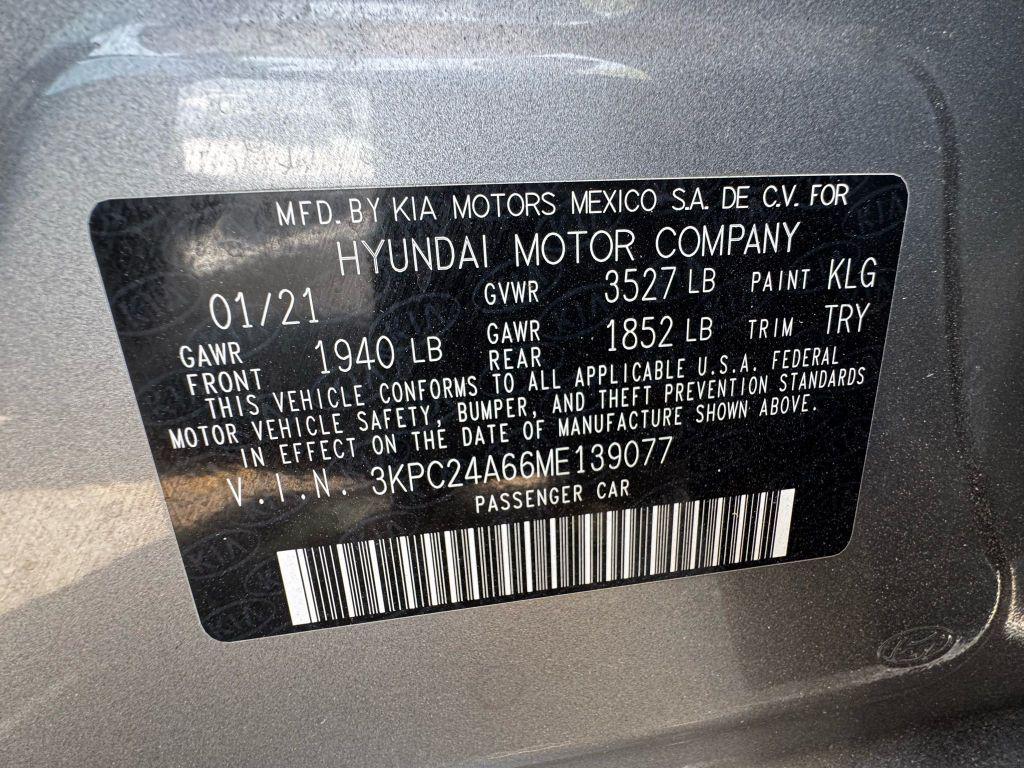 MFD. BY KIA MOTORS MEXICO S.A. DE C.V. FOR
HYUNDAI MOTOR COMPANY
01/21 GVWR 3527 LB PAINT KLG
GAWR FRONT 1940 LB GAWR REAR 1852 LB TRIM TRY
THIS VEHICLE CONFORMS TO ALL APPLICABLE U.S.A. FEDERAL
MOTOR VEHICLE SAFETY, BUMPER, AND THEFT PREVENTION STANDARDS
IN EFFECT ON THE DATE OF MANUFACTURE SHOWN ABOVE.
V.I.N. 3KPC24A66ME139077
PASSENGER CAR
KIA